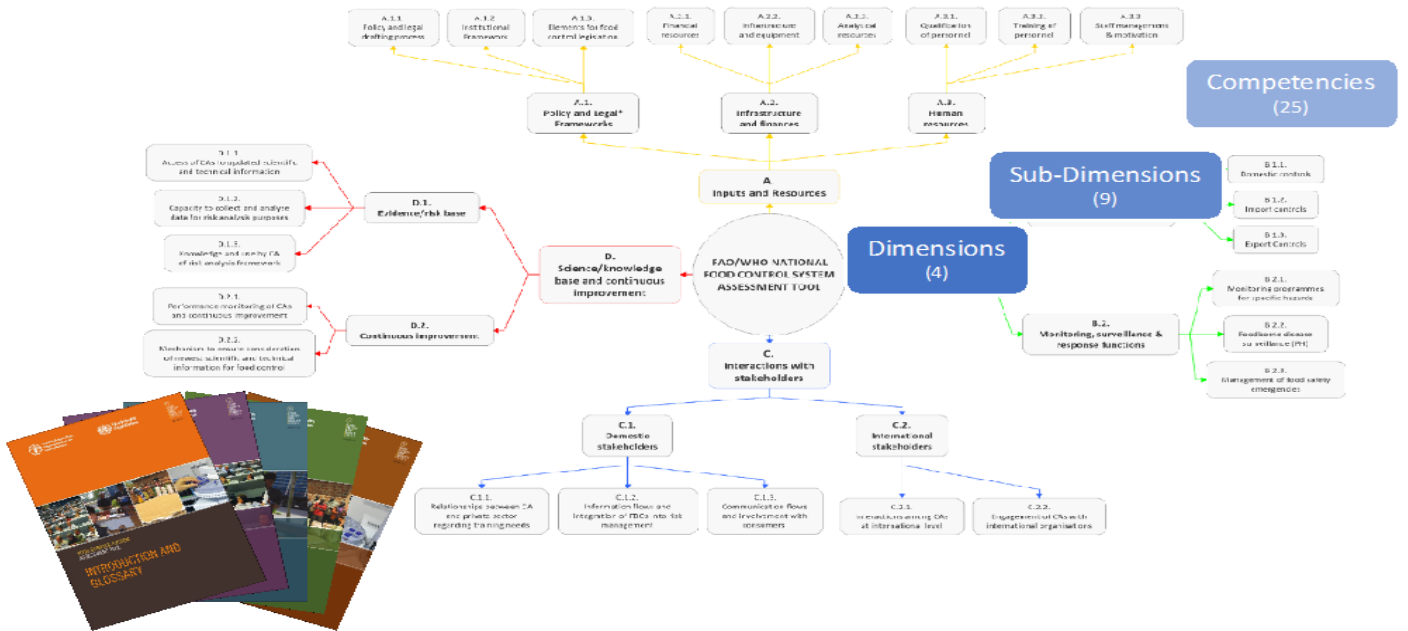 A.1.1
Policy and legal
drafting process
A.1.2
Institutional
Framework
A.1.3.
Elements for food
control legislation
A.2.1.
Financial
resources
A.2.2.
Infrastructure
and equipment
A.2.3.
Analytical
resources
A.3.1.
Qualification
of personnel
A.3.2.
Training of
personnel
A.3.3
Staff management
& motivation
Competencies
(25)
A.1.
Policy and Legal*
Frameworks
A.2.
Infrastructure
and finances
A.3.
Human
resources
D.1.1
Access of CAs to updated scientific
and technical information
D.1.2.
Capacity to collect and analyse
data for risk analysis purposes
D.1.3.
Knowledge and use by CA
of risk analysis framework
D.1.
Evidence/risk base
A.
Inputs and Resources
Sub-Dimensions
(9)
B.1.1.
Domestic controls
B.1.2.
Import controls
B.1.3.
Export Controls
D.
Science/knowledge
base and continuous
improvement
FAO/WHO NATIONAL
FOOD CONTROL SYSTEM
ASSESSMENT TOOL
Dimensions
(4)
D.2.1.
Performance monitoring of CAs
and continuous improvement
D.2.2.
Mechanism to ensure consideration
of newest scientific and technical
information for food control
D.2.
Continuous improvement
B.2.
Monitoring, surveillance &
response functions
B.2.1.
Monitoring programmes
for specific hazards
B.2.2.
Foodborne disease
surveillance (PH)
B.2.3.
Management of food safety
emergencies
C.
Interactions with
stakeholders
C.1.
Domestic
stakeholders
C.2.
International
stakeholders
C.1.1.
Relationships between CA
and private sector
regarding training needs
C.1.2.
Information flows and
integration of FBOs into risk
management
C.1.3.
Communication flows
and involvement with
consumers
C.2.1.
Interactions among CAs
at international level
C.2.2.
Engagement of CAs with
international organisations
INTRODUCTION AND
GLOSSARY